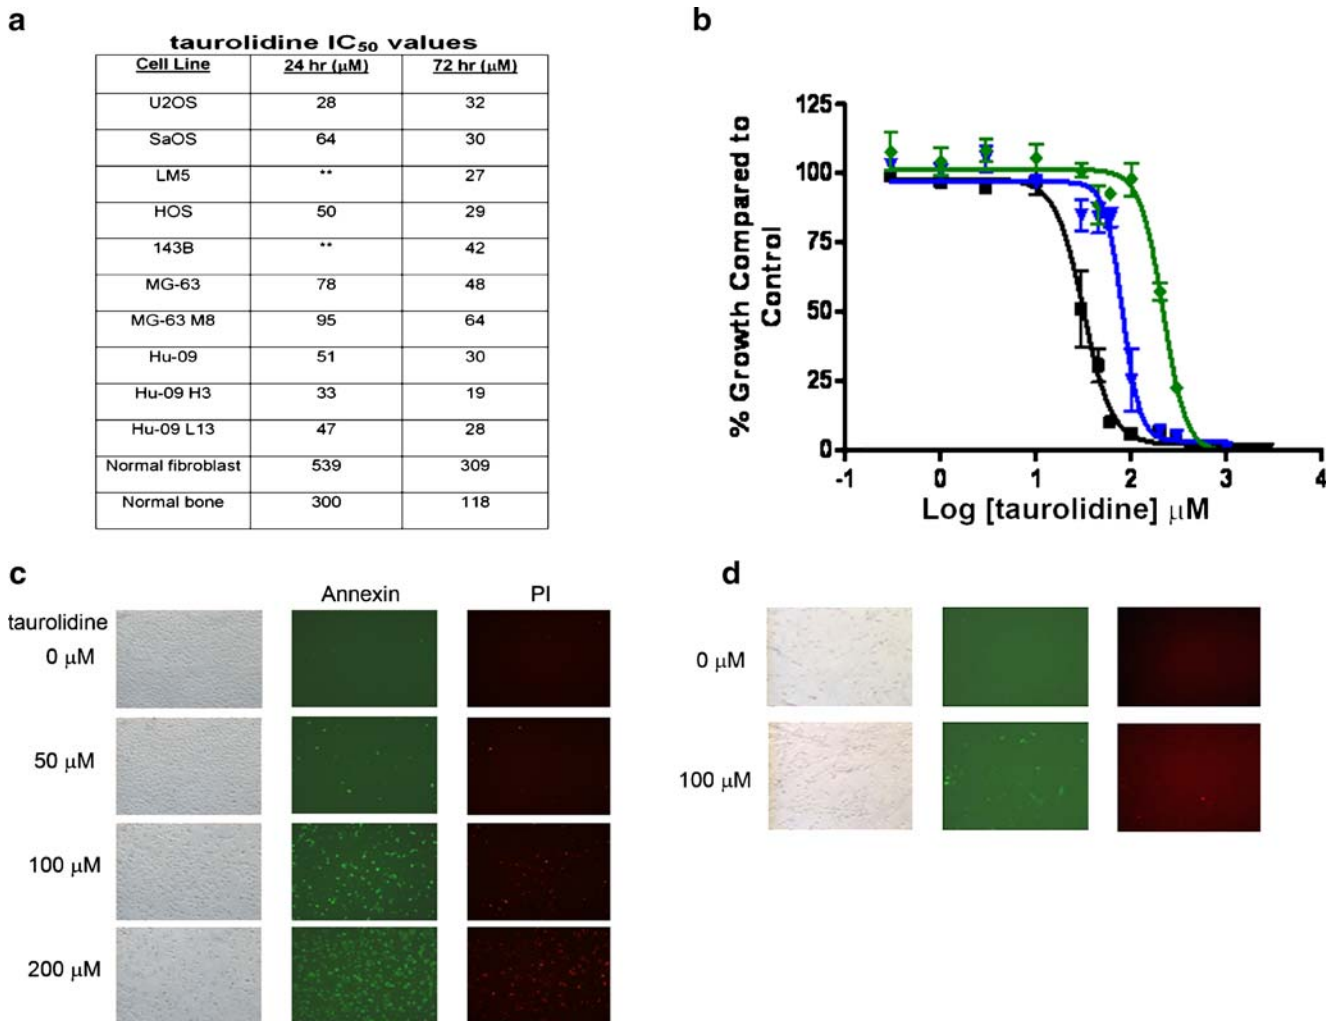 a
taurolidine IC50 values
Cell Line 24 hr (μM) 72 hr (μM)
U2OS 28 32
SaOS 64 30
LM5 ** 27
HOS 50 29
143B ** 42
MG-63 78 48
MG-63 M8 95 64
Hu-09 51 30
Hu-09 H3 33 19
Hu-09 L13 47 28
Normal fibroblast 539 309
Normal bone 300 118
b
% Growth Compared to
Control
125
100
75
50
25
0
-1 0 1 2 3 4
Log [taurolidine] μM
c
Annexin PI
taurolidine
0 μM
50 μM
100 μM
200 μM
d
0 μM
100 μM